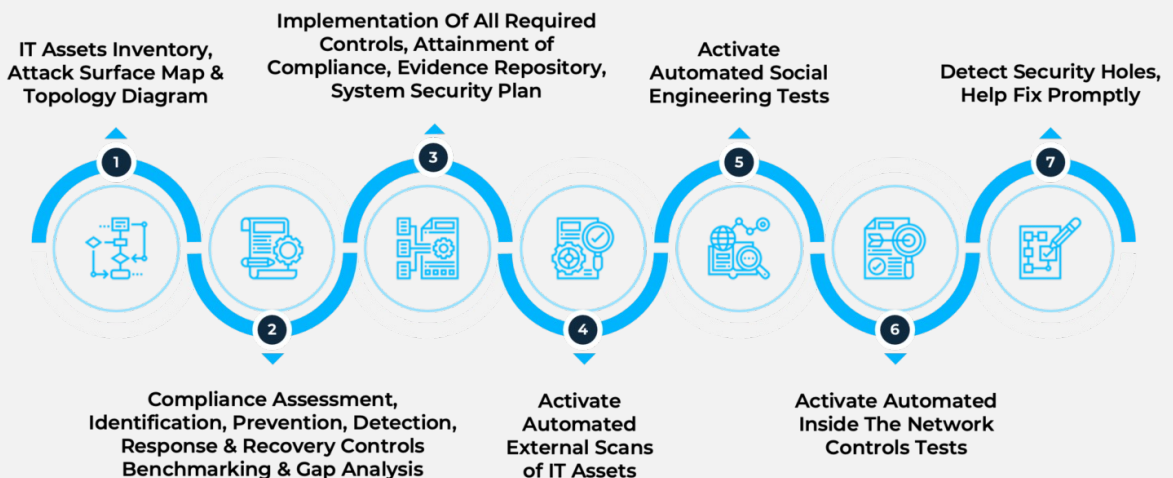 IT Assets Inventory,
Attack Surface Map &
Topology Diagram
1
2
Compliance Assessment,
Identification, Prevention, Detection,
Response & Recovery Controls
Benchmarking & Gap Analysis
Implementation Of All Required
Controls, Attainment of
Compliance, Evidence Repository,
System Security Plan
3
4
Activate
Automated
External Scans
of IT Assets
Activate
Automated Social
Engineering Tests
5
6
Activate Automated
Inside The Network
Controls Tests
Detect Security Holes,
Help Fix Promptly
7